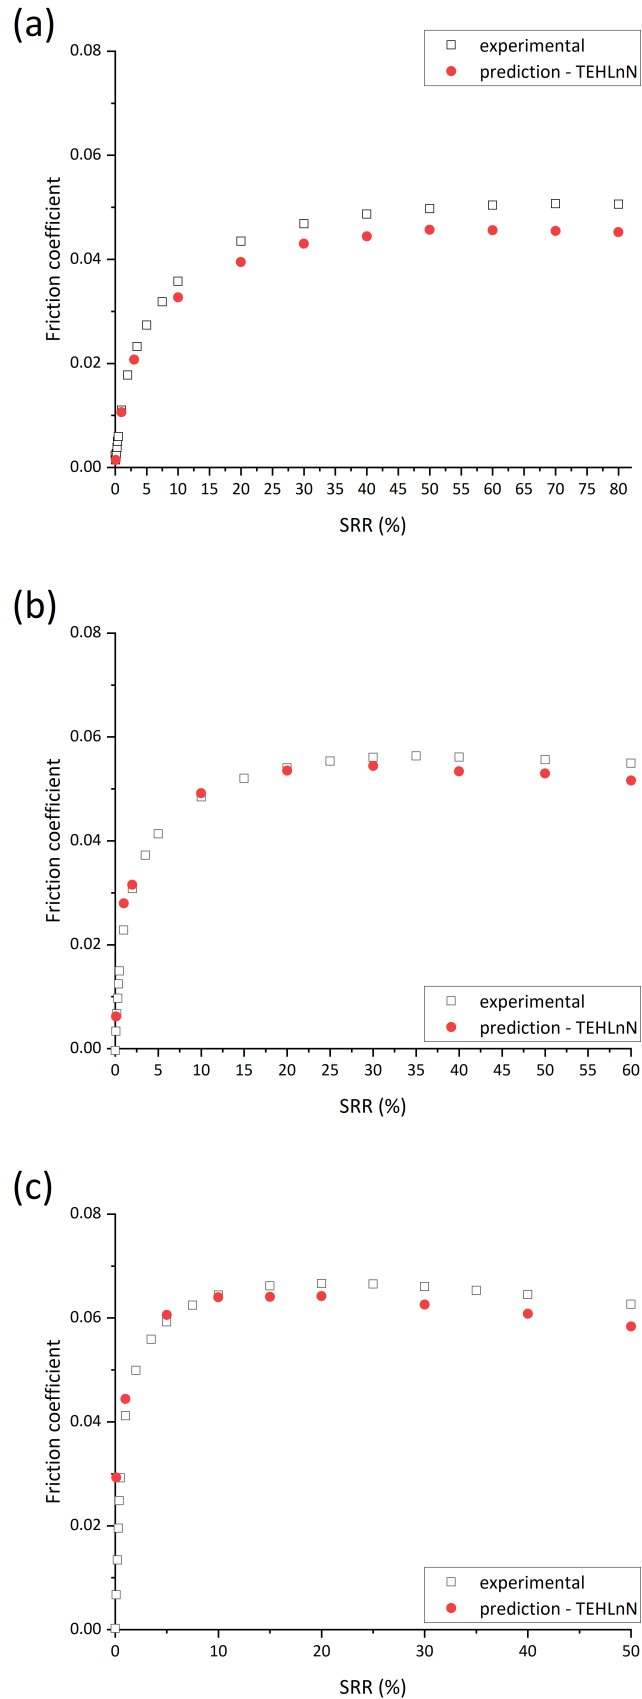 (a)
0.08
experimental
prediction - TEHLnN
0.06
0.04
0.02
0.00
Friction coefficient
0 5 10 15 20 25 30 35 40 45 50 55 60 65 70 75 80
SRR (%)
(b)
0.08
0.06
0.04
0.02
0.00
Friction coefficient
experimental
prediction - TEHLnN
0 5 10 15 20 25 30 35 40 45 50 55 60
SRR (%)
(c)
0.08
0.06
0.04
0.02
0.00
Friction coefficient
experimental
prediction - TEHLnN
0 10 20 30 40 50
SRR (%)